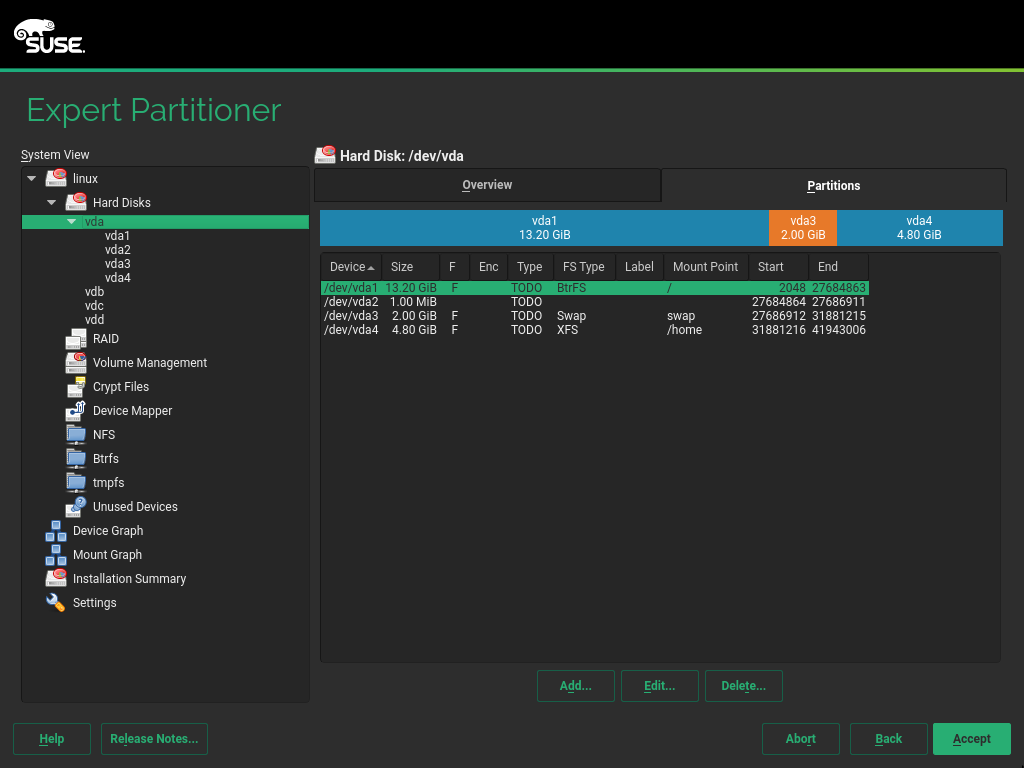 SUSE.
Expert Partitioner
System View
linux
Hard Disks
vda
vda1
vda2
vda3
vda4
vdb
vdc
vdd
RAID
Volume Management
Crypt Files
Device Mapper
NFS
Btrfs
tmpfs
Unused Devices
Device Graph
Mount Graph
Installation Summary
Settings
Hard Disk: /dev/vda
Overview Partitions
vda1 vda3 vda4
13.20 GiB 2.00 GiB 4.80 GiB
Device Size F Enc Type FS Type Label Mount Point Start End
/dev/vda1 13.20 GiB F TODO BtrFS / 2048 27684863
/dev/vda2 1.00 MiB TODO 27684864 27686911
/dev/vda3 2.00 GiB F TODO Swap swap 27686912 31881215
/dev/vda4 4.80 GiB F TODO XFS /home 31881216 41943006
Add... Edit... Delete...
Help Release Notes... Abort Back Accept